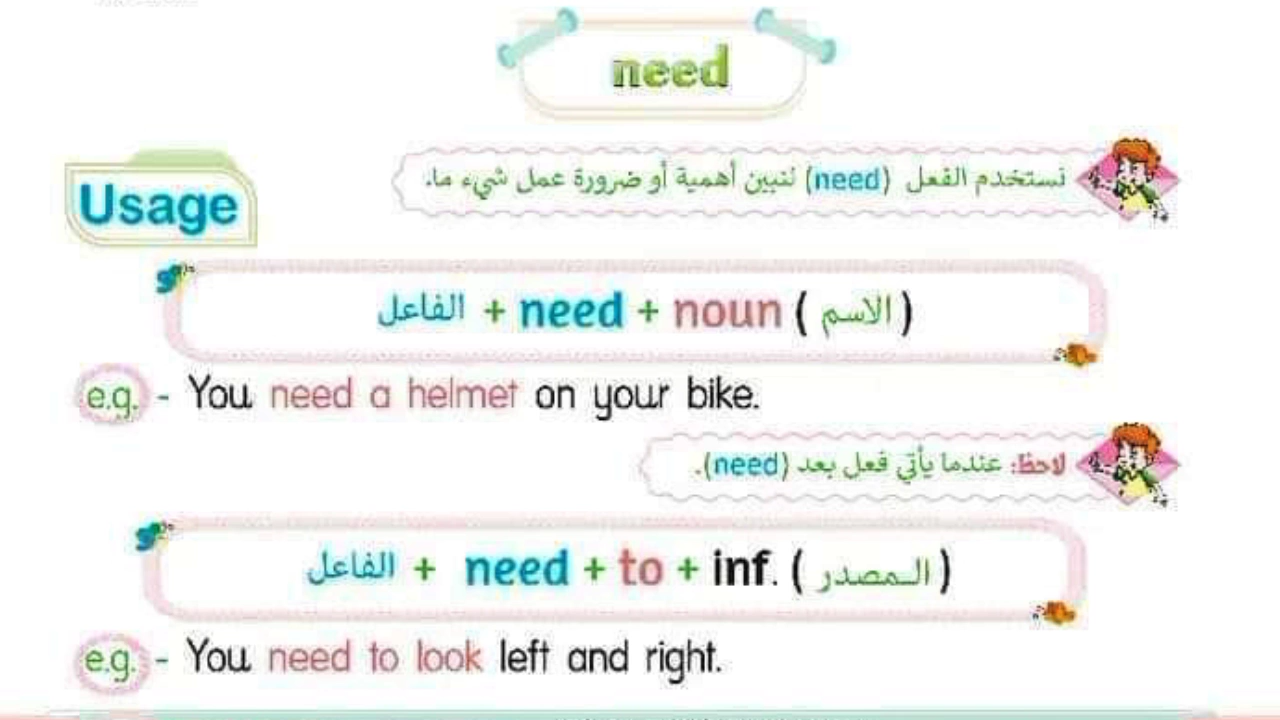 need
Usage
نستخدم الفعل (need) لنبين أهمية أو ضرورة عمل شيء ما.
الفاعل + need + noun ( الاسم )
e.g. - You need a helmet on your bike.
لاحظ: عندما يأتي فعل بعد (need).
الفاعل + need + to + inf. ( الـمصدر )
e.g. - You need to look left and right.